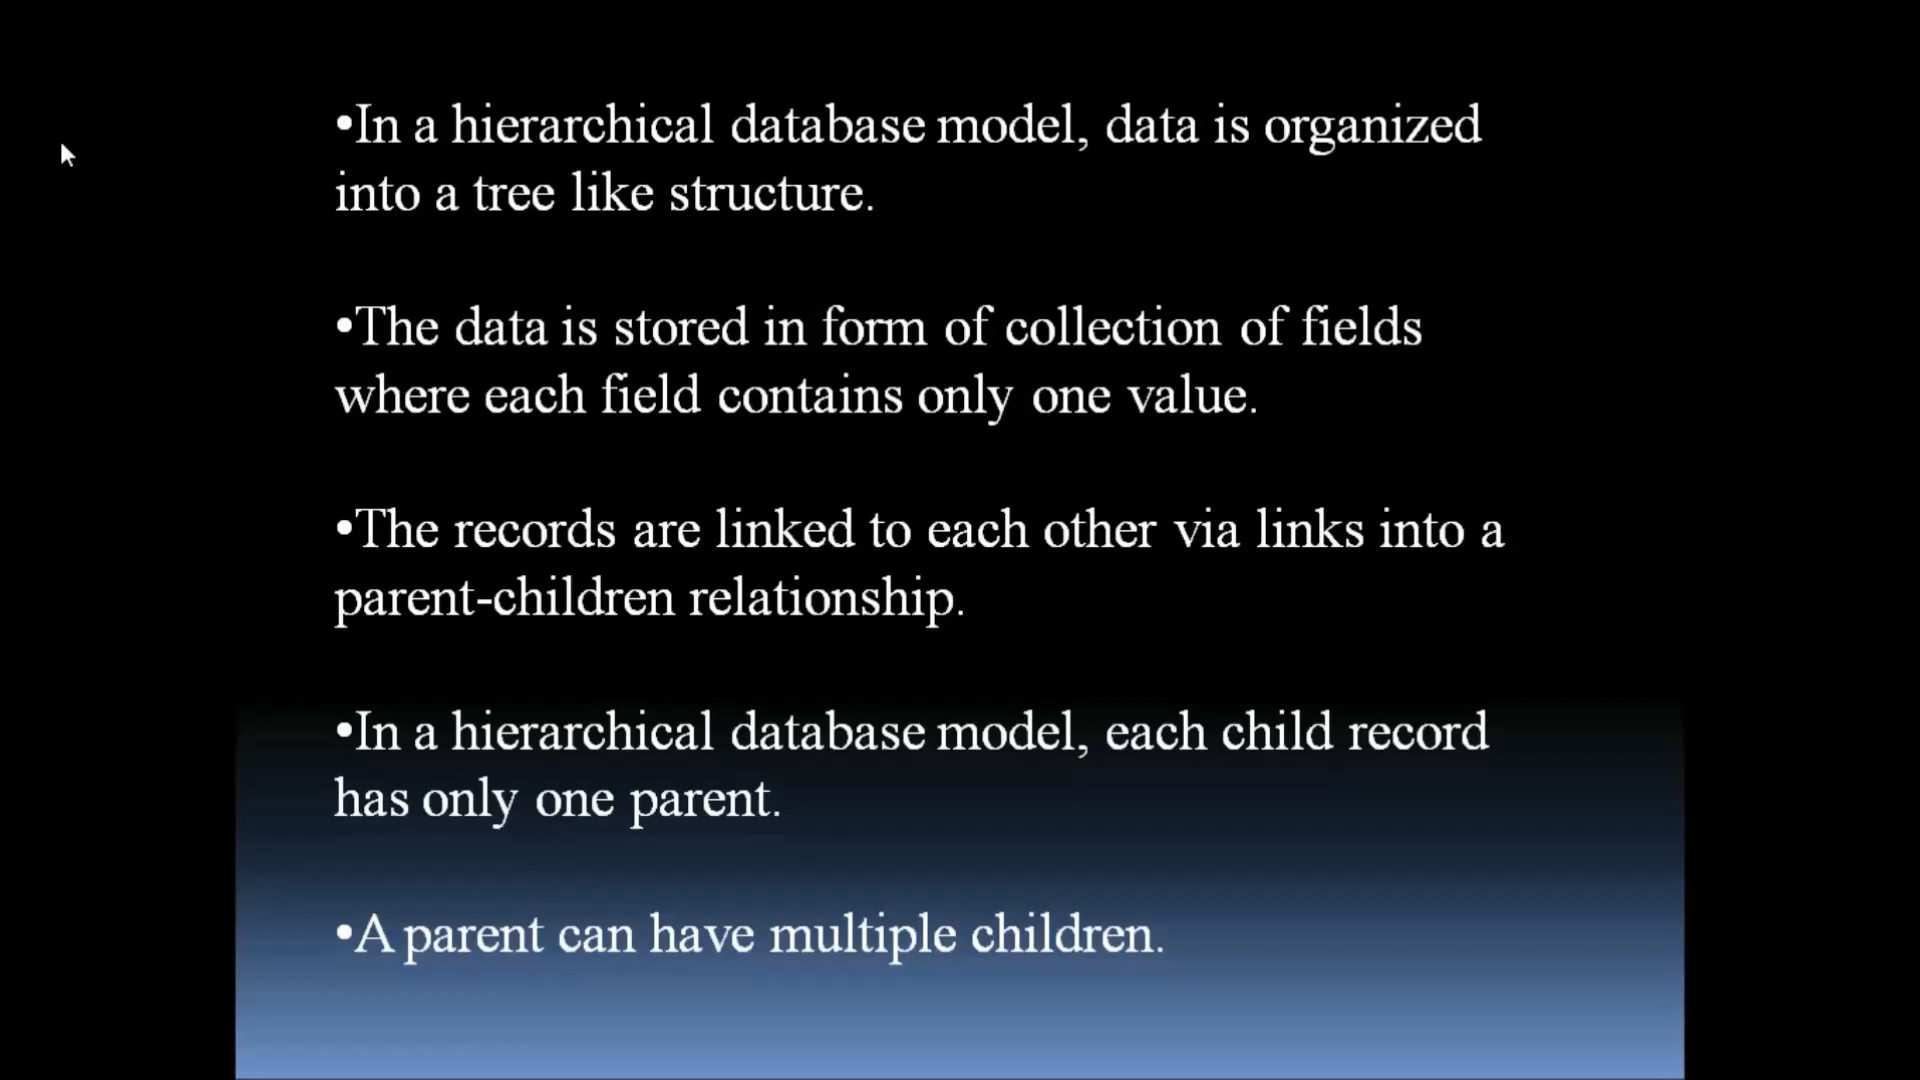 •In a hierarchical database model, data is organized
into a tree like structure.
•The data is stored in form of collection of fields
where each field contains only one value.
•The records are linked to each other via links into a
parent-children relationship.
•In a hierarchical database model, each child record
has only one parent.
•A parent can have multiple children.